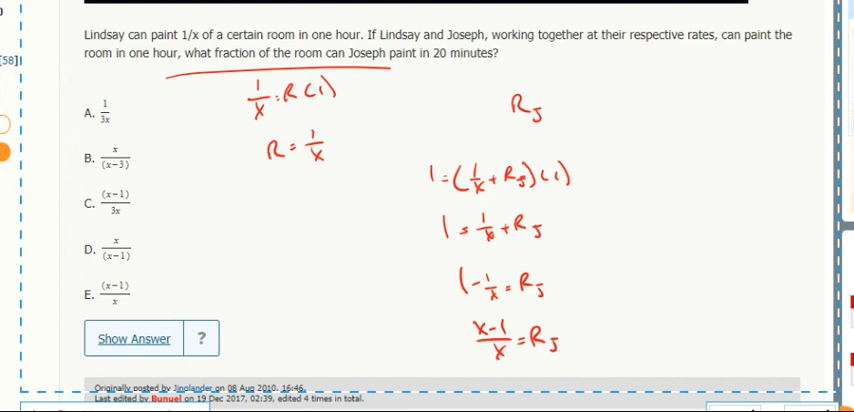 [58]
Lindsay can paint 1/x of a certain room in one hour. If Lindsay and Joseph, working together at their respective rates, can paint the
room in one hour, what fraction of the room can Joseph paint in 20 minutes?
1/x = R(1)
R = 1/x
R_J
1 = (1/x + R_J)(1)
1 = 1/x + R_J
1 - 1/x = R_J
x-1/x = R_J
A. 1/3x
B. x/(x−3)
C. (x−1)/3x
D. x/(x−1)
E. (x−1)/x
Show Answer ?
Originally posted by Jinglander on 08 Aug 2010, 16:46.
Last edited by Bunuel on 19 Dec 2017, 02:39, edited 4 times in total.